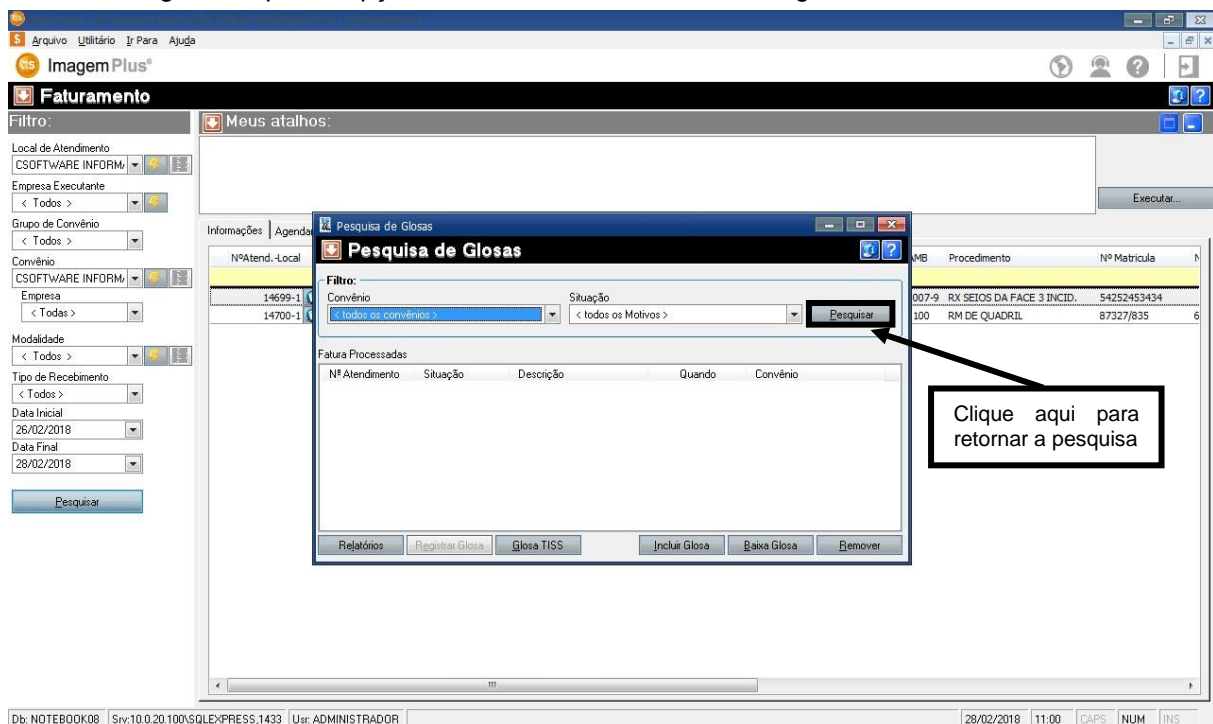 Arquivo Utilitário Ir Para Ajuda
ImagemPlus®
Faturamento
Filtro:
Meus atalhos:
Local de Atendimento
CSOFTWARE INFORM
Empresa Executante
< Todos >
Executar...
Grupo de Convênio
< Todos >
Informações
Convênio
CSOFTWARE INFORM
Empresa
< Todas >
Modalidade
< Todos >
Tipo de Recebimento
< Todos >
Data Inicial
26/02/2018
Data Final
28/02/2018
Pesquisar
NºAtend.-Local
14699-1
14700-1
AMB Procedimento Nº Matricula N
007-9 RX SEIOS DA FACE 3 INCID. 54252453434
100 RM DE QUADRIL 87327/835 6
Pesquisa de Glosas
Pesquisa de Glosas
Filtro:
Convênio Situação
< todos os convênios > < todos os Motivos > Pesquisar
Fatura Processadas
Nº Atendimento Situação Descrição Quando Convênio
Relatórios Registrar Glosa Glosa TISS Incluir Glosa Baixa Glosa Remover
Clique aqui para
retornar a pesquisa
Db: NOTEBOOK08 Srv:10.0.20.100\SQLEXPRESS,1433 Usr: ADMINISTRADOR 28/02/2018 11:00 CAPS NUM INS